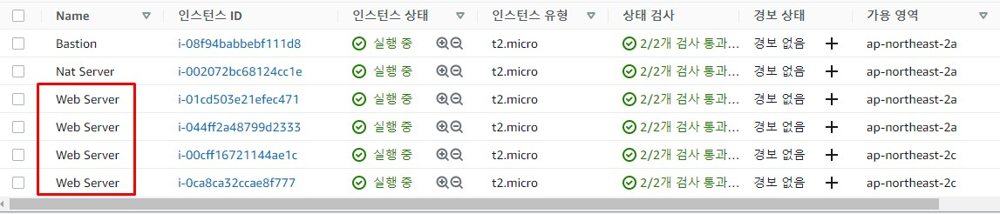 Name 인스턴스 ID 인스턴스 상태 인스턴스 유형 상태 검사 경보 상태 가용 영역
Bastion i-08f94babbebf111d8 실행 중 t2.micro 2/2개 검사 통과... 경보 없음 ap-northeast-2a
Nat Server i-002072bc68124cc1e 실행 중 t2.micro 2/2개 검사 통과... 경보 없음 ap-northeast-2a
Web Server i-01cd503e21efec471 실행 중 t2.micro 2/2개 검사 통과... 경보 없음 ap-northeast-2a
Web Server i-044ff2a48799d2333 실행 중 t2.micro 2/2개 검사 통과... 경보 없음 ap-northeast-2a
Web Server i-00cff16721144ae1c 실행 중 t2.micro 2/2개 검사 통과... 경보 없음 ap-northeast-2c
Web Server i-0ca8ca32ccae8f777 실행 중 t2.micro 2/2개 검사 통과... 경보 없음 ap-northeast-2c